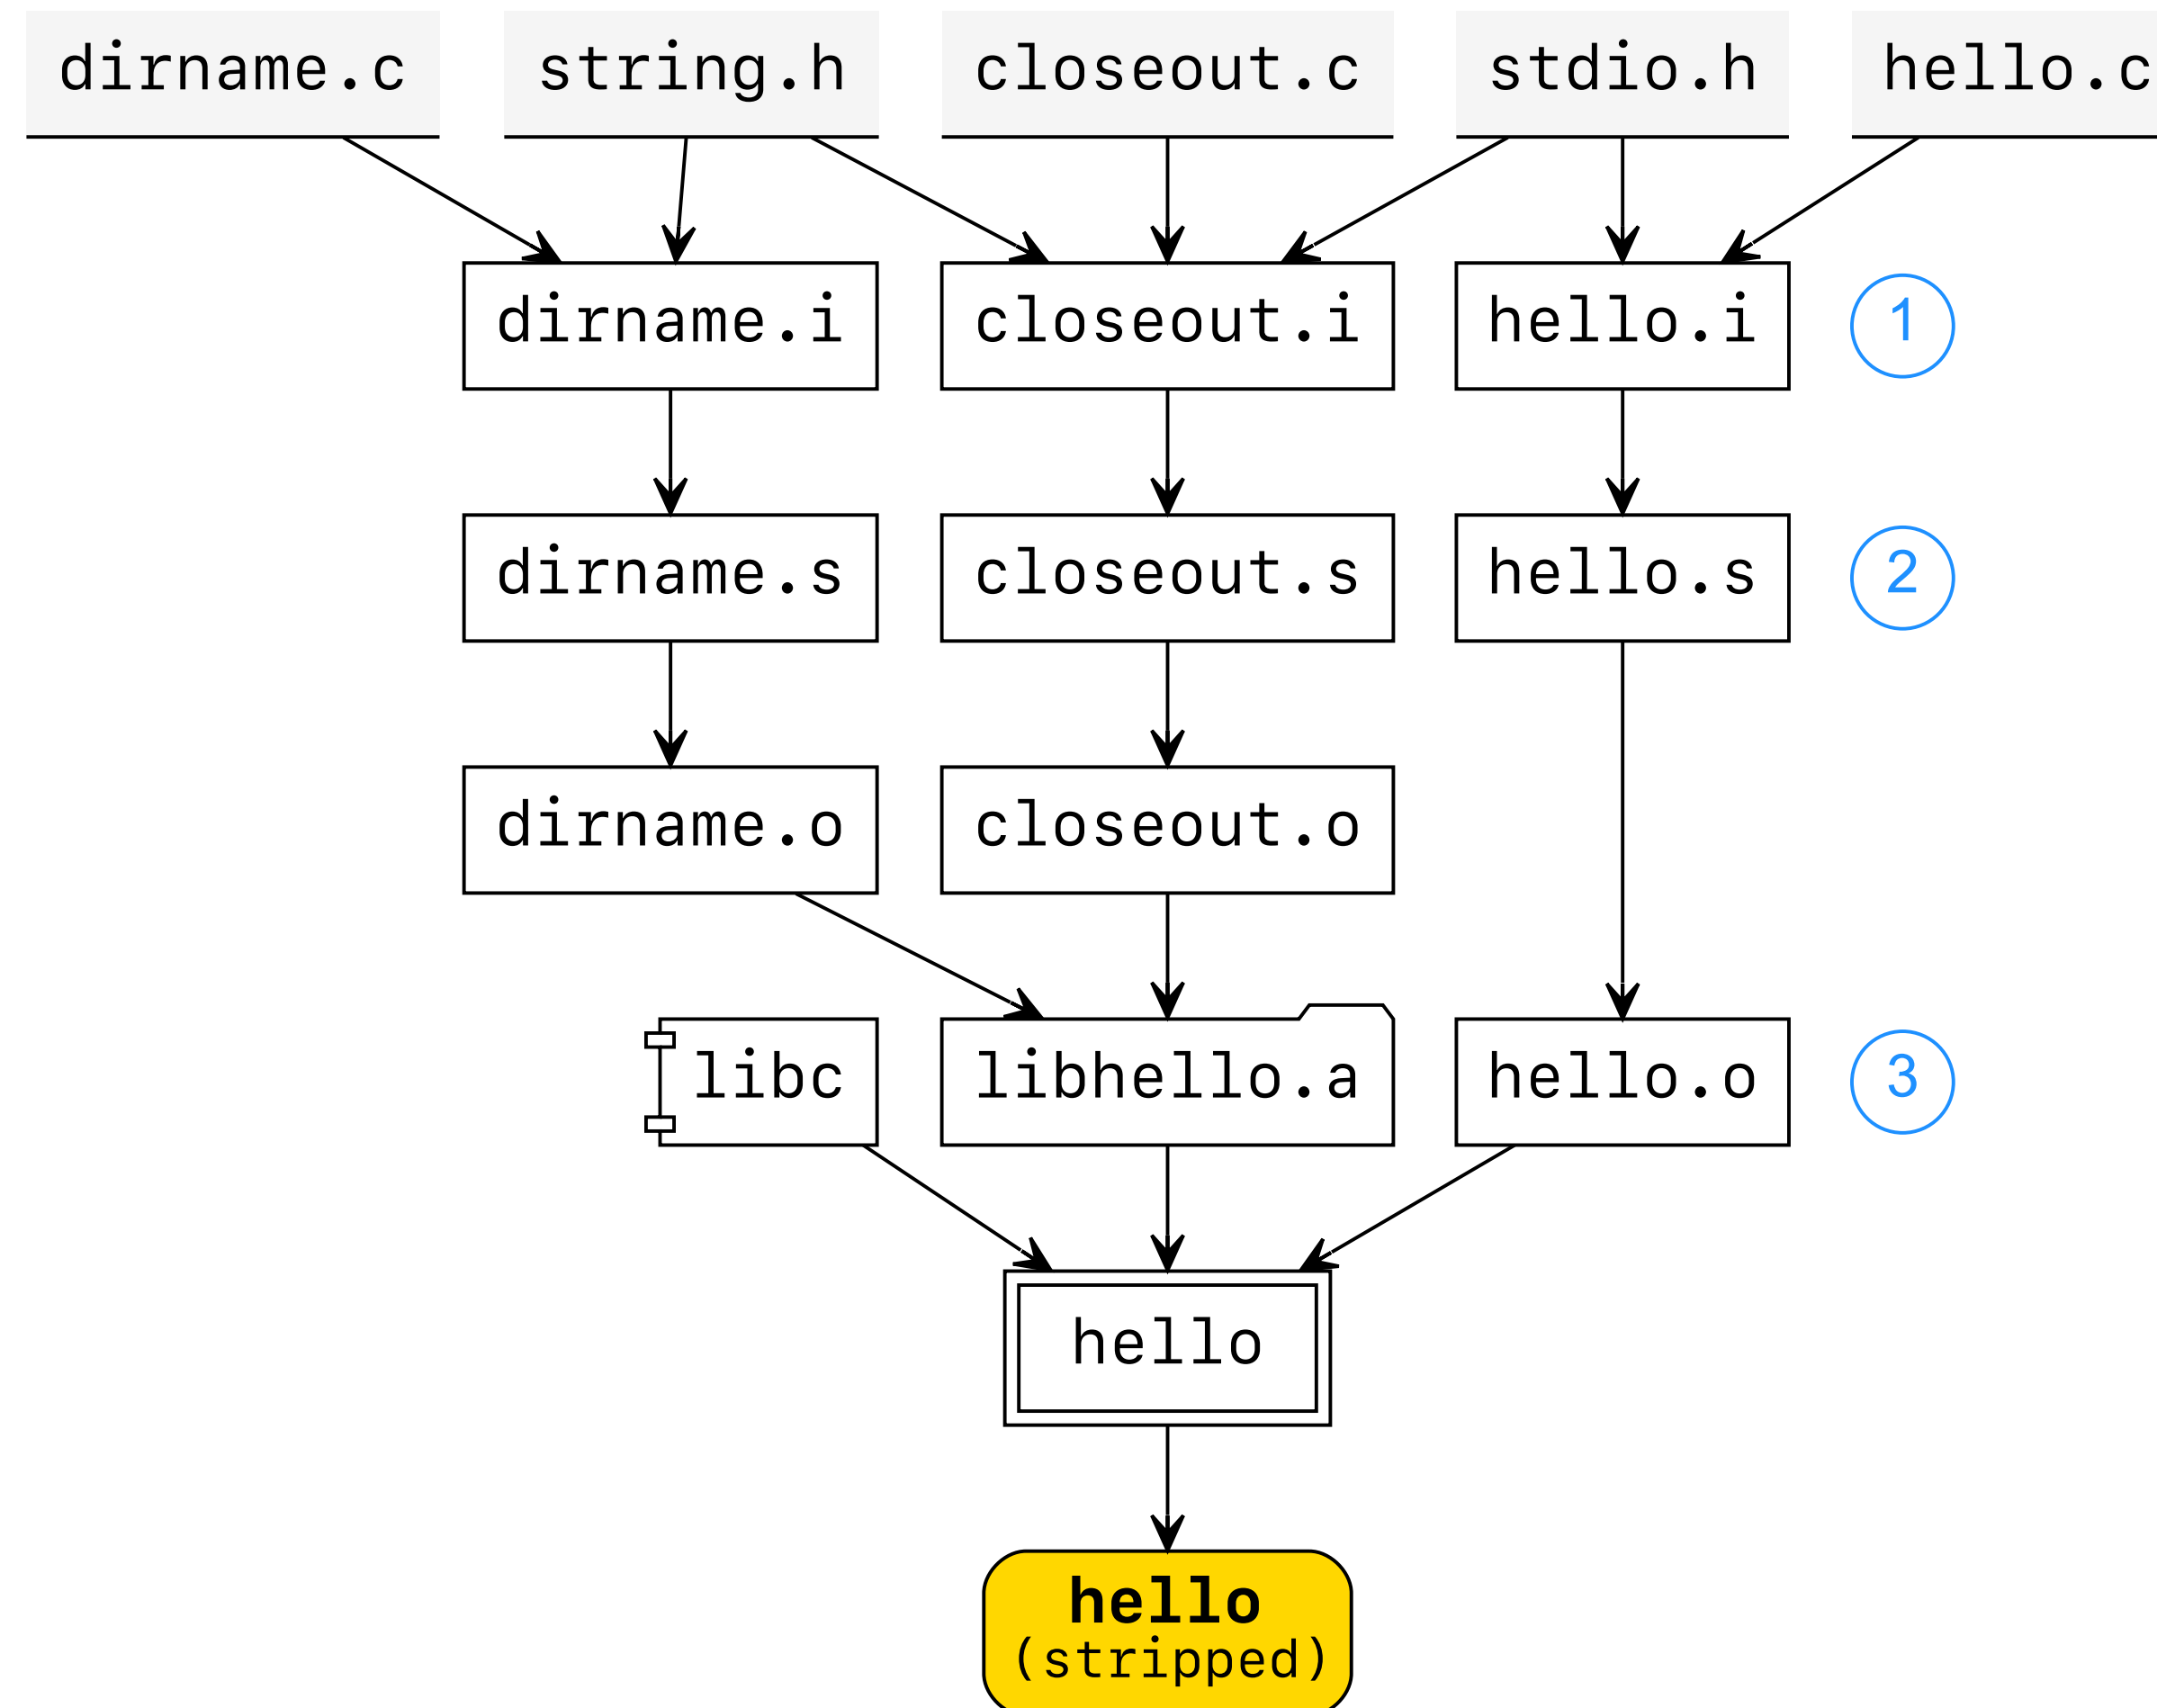 dirname.c
string.h
closeout.c
stdio.h
hello.c
dirname.i
closeout.i
hello.i
1
dirname.s
closeout.s
hello.s
2
dirname.o
closeout.o
libc
libhello.a
hello.o
3
hello
hello
(stripped)